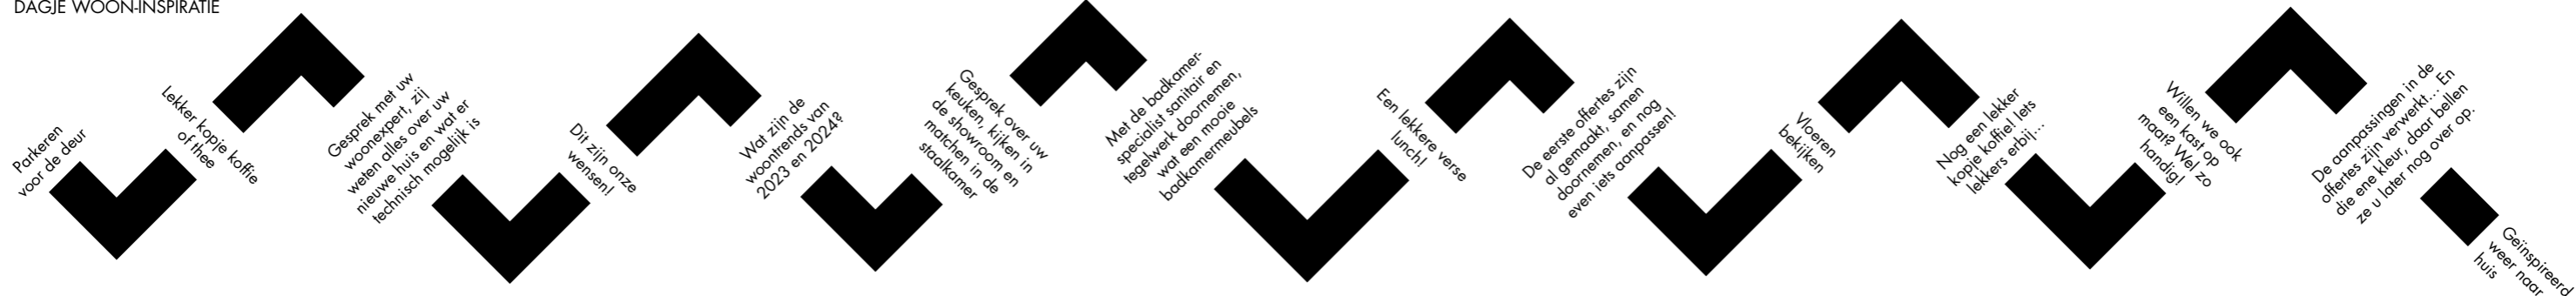 DAGJE WOON-INSPIRATIE
Parkeren
voor de deur
Lekker kopje koffie
of thee
Gesprek met uw
woonexpert, zij
weten alles over uw
nieuwe huis en wat er
technisch mogelijk is
Dit zijn onze
wensen!
Wat zijn de
woontrends van
2023 en 2024?
Gesprek over uw
keuken, kijken in
de showroom en
matchen in de
staalkamer
Met de badkamer-
specialist sanitair en
tegelwerk doornemen,
wat een mooie
badkamermeubels
Een lekkere verse
lunch!
De eerste offertes zijn
al gemaakt, samen
doornemen, en nog
even iets aanpassen!
Vloeren
bekijken
Nog een lekker
kopje koffie! Iets
lekkers erbij...
Willen we ook
een kast op
maat? Wel zo
handig!
De aanpassingen in de
offertes zijn verwerkt... En
die ene kleur, daar bellen
ze u later nog over op.
Geïnspireerd
weer naar
huis